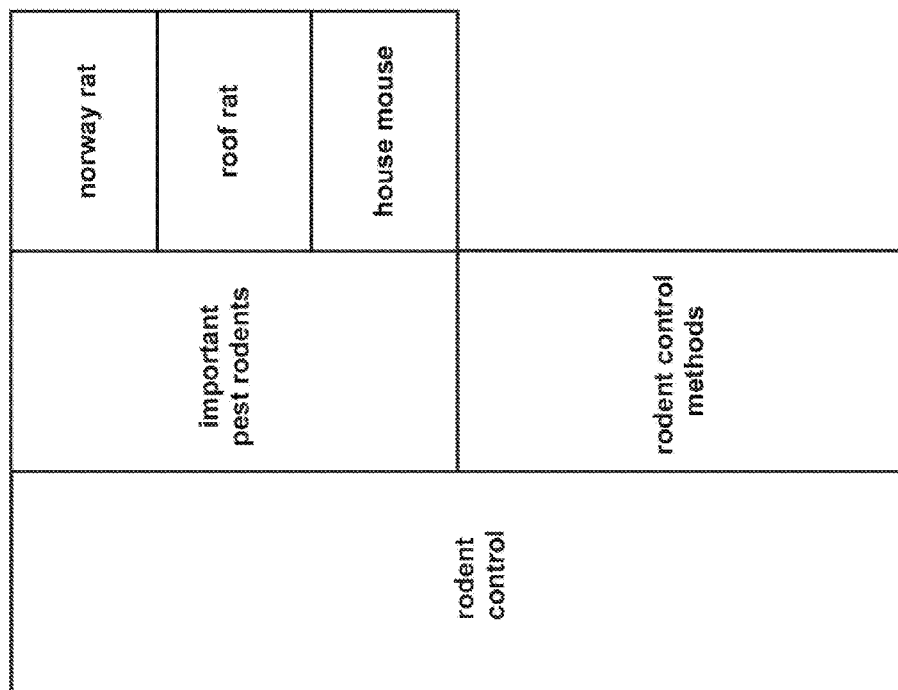 rodent
control
important
pest rodents
rodent control
methods
norway rat
roof rat
house mouse